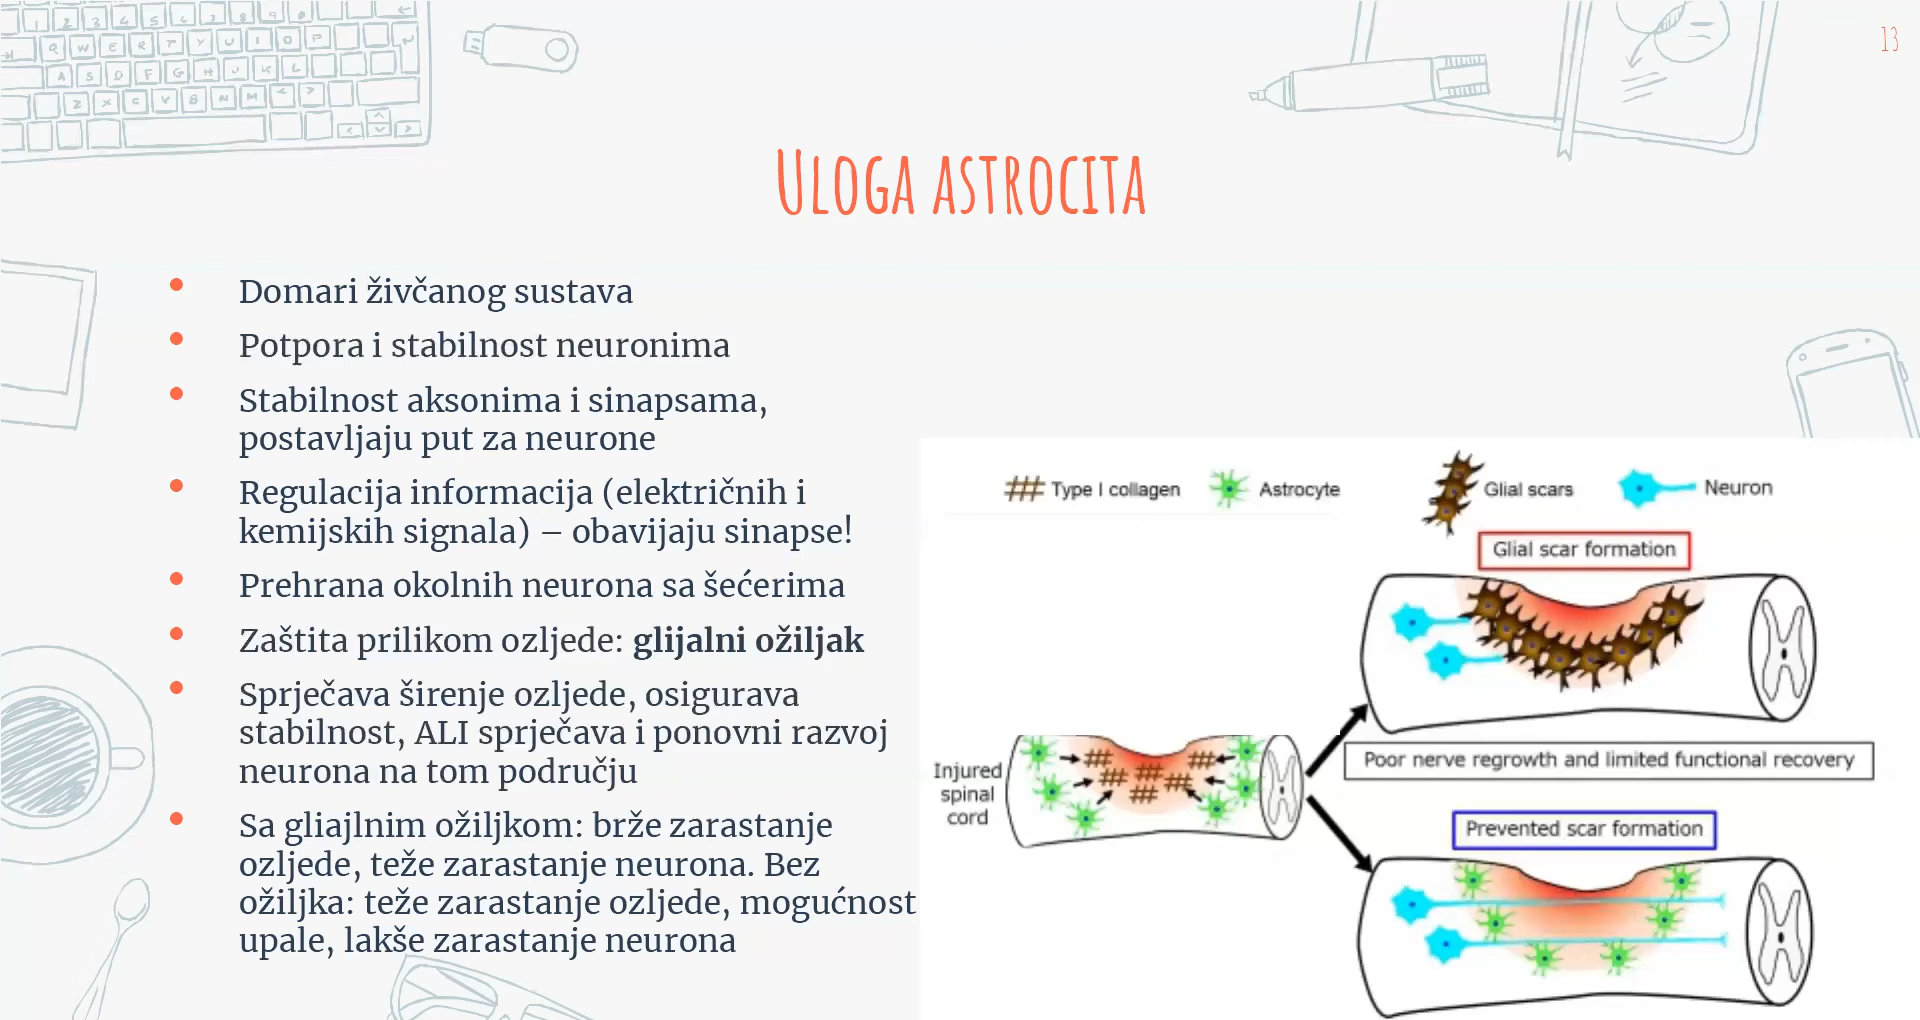 13
Uloga astrocita
Domari živčanog sustava
Potpora i stabilnost neuronima
Stabilnost aksonima i sinapsama,
postavljaju put za neurone
Regulacija informacija (električnih i
kemijskih signala) – obavijaju sinapse!
Prehrana okolnih neurona sa šećerima
Zaštita prilikom ozljede: glijalni ožiljak
Sprječava širenje ozljede, osigurava
stabilnost, ALI sprječava i ponovni razvoj
neurona na tom području
Sa gliajlnim ožiljkom: brže zarastanje
ozljede, teže zarastanje neurona. Bez
ožiljka: teže zarastanje ozljede, mogućnost
upale, lakše zarastanje neurona
Type I collagen
Astrocyte
Glial scars
Neuron
Glial scar formation
Poor nerve regrowth and limited functional recovery
Injured
spinal
cord
Prevented scar formation